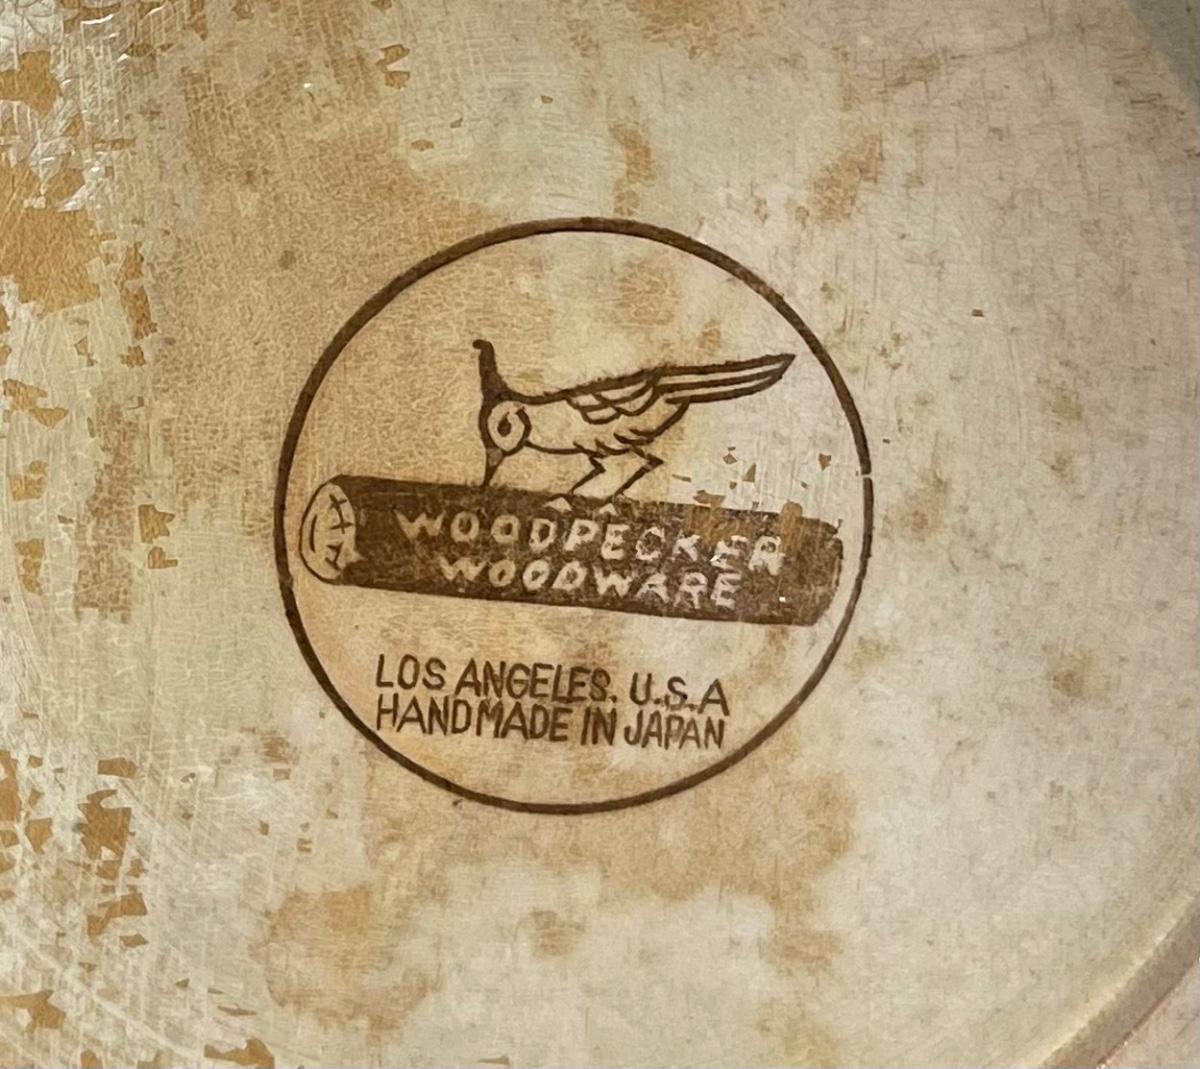 WOODPECKER
WOODWARE
LOS ANGELES. U.S.A
HANDMADE IN JAPAN